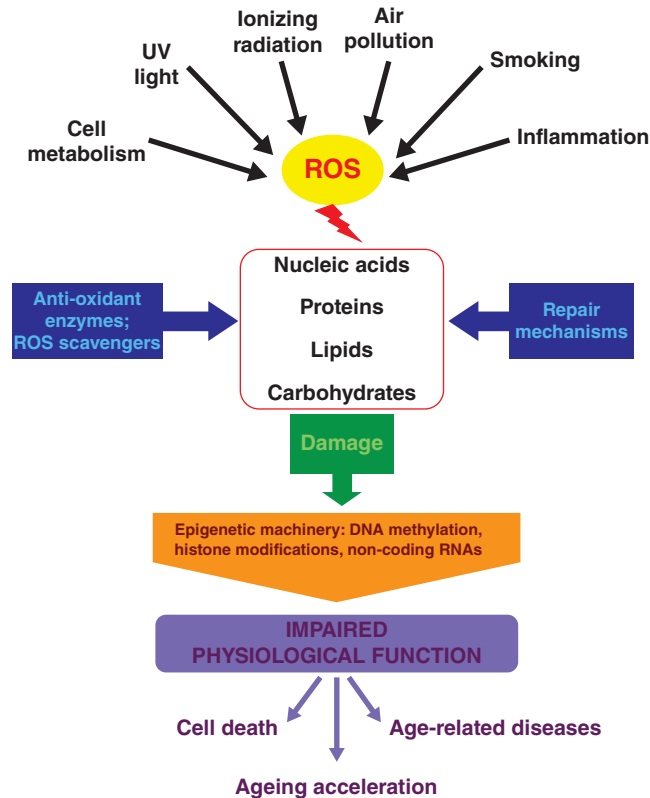 Ionizing
radiation
Air
pollution
UV
light
Smoking
Cell
metabolism
Inflammation
ROS
Nucleic acids
Proteins
Lipids
Carbohydrates
Anti-oxidant
enzymes;
ROS scavengers
Repair
mechanisms
Damage
Epigenetic machinery: DNA methylation,
histone modifications, non-coding RNAs
IMPAIRED
PHYSIOLOGICAL FUNCTION
Cell death
Age-related diseases
Ageing acceleration